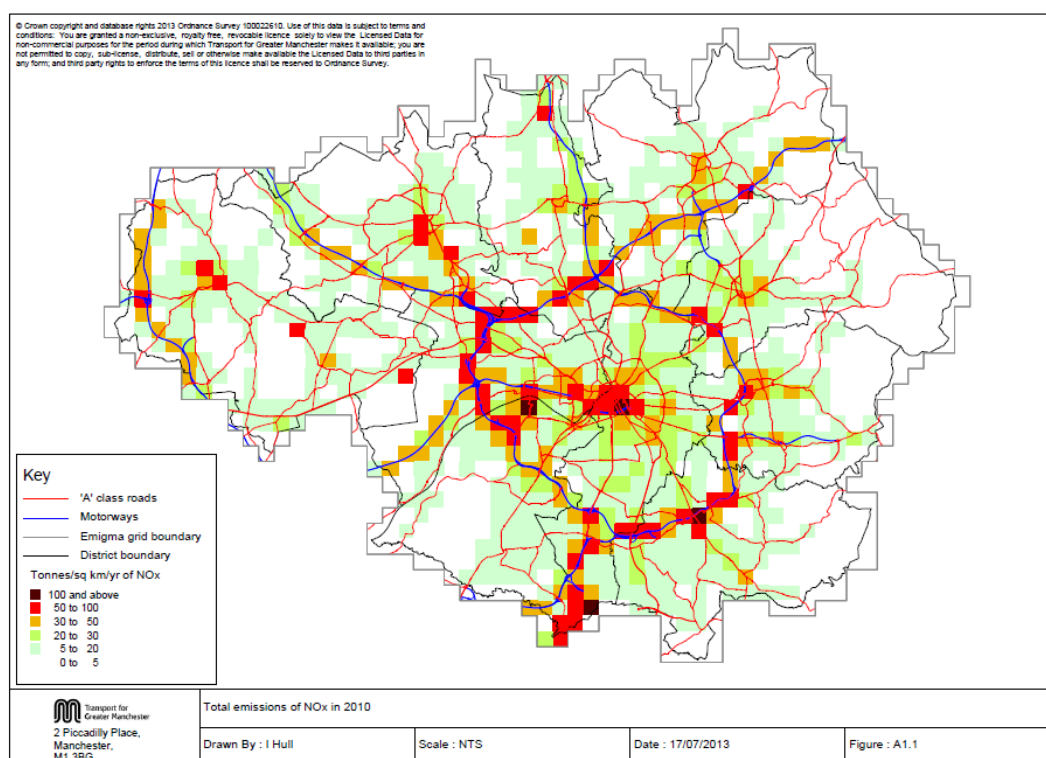 © Crown copyright and database rights 2013 Ordnance Survey 100022610. Use of this data is subject to terms and
conditions: You are granted a non-exclusive, royalty free, revocable licence solely to view the Licensed Data for
non-commercial purposes for the period during which Transport for Greater Manchester makes it available; you are
not permitted to copy, sub-license, distribute, sell or otherwise make available the Licensed Data to third parties in
any form; and third party rights to enforce the terms of this licence shall be reserved to Ordnance Survey.
Key
'A' class roads
Motorways
Emigma grid boundary
District boundary
Tonnes/sq km/yr of NOx
100 and above
50 to 100
30 to 50
20 to 30
5 to 20
0 to 5
Transport for
Greater Manchester
2 Piccadilly Place,
Manchester,
M1 3BG
Total emissions of NOx in 2010
Drawn By : I Hull
Scale : NTS
Date : 17/07/2013
Figure : A1.1